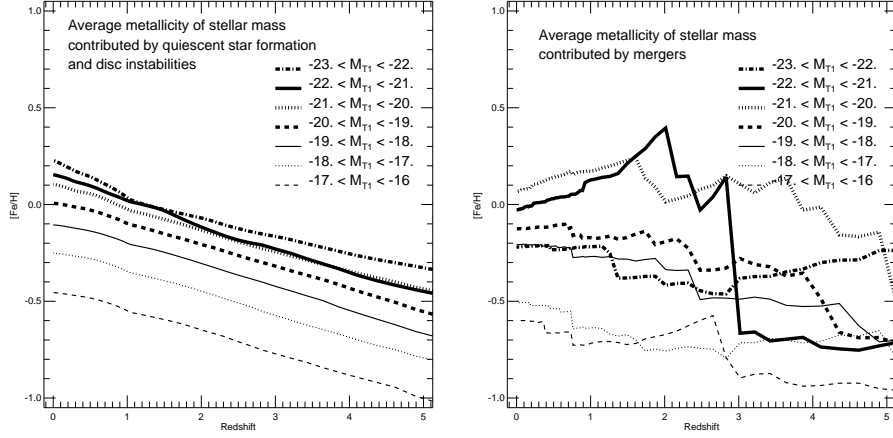 Average metallicity of stellar mass
contributed by quiescent star formation
and disc instabilities
-23. < M_T1 < -22.
-22. < M_T1 < -21.
-21. < M_T1 < -20.
-20. < M_T1 < -19.
-19. < M_T1 < -18.
-18. < M_T1 < -17.
-17. < M_T1 < -16
1.0
0.5
0.0
-0.5
-1.0
[Fe/H]
0 1 2 3 4 5
Redshift
Average metallicity of stellar mass
contributed by mergers
-23. < M_T1 < -22.
-22. < M_T1 < -21.
-21. < M_T1 < -20.
-20. < M_T1 < -19.
-19. < M_T1 < -18.
-18. < M_T1 < -17.
-17 < M_T1 < -16
1.0
0.5
0.0
-0.5
-1.0
[Fe/H]
0 1 2 3 4 5
Redshift